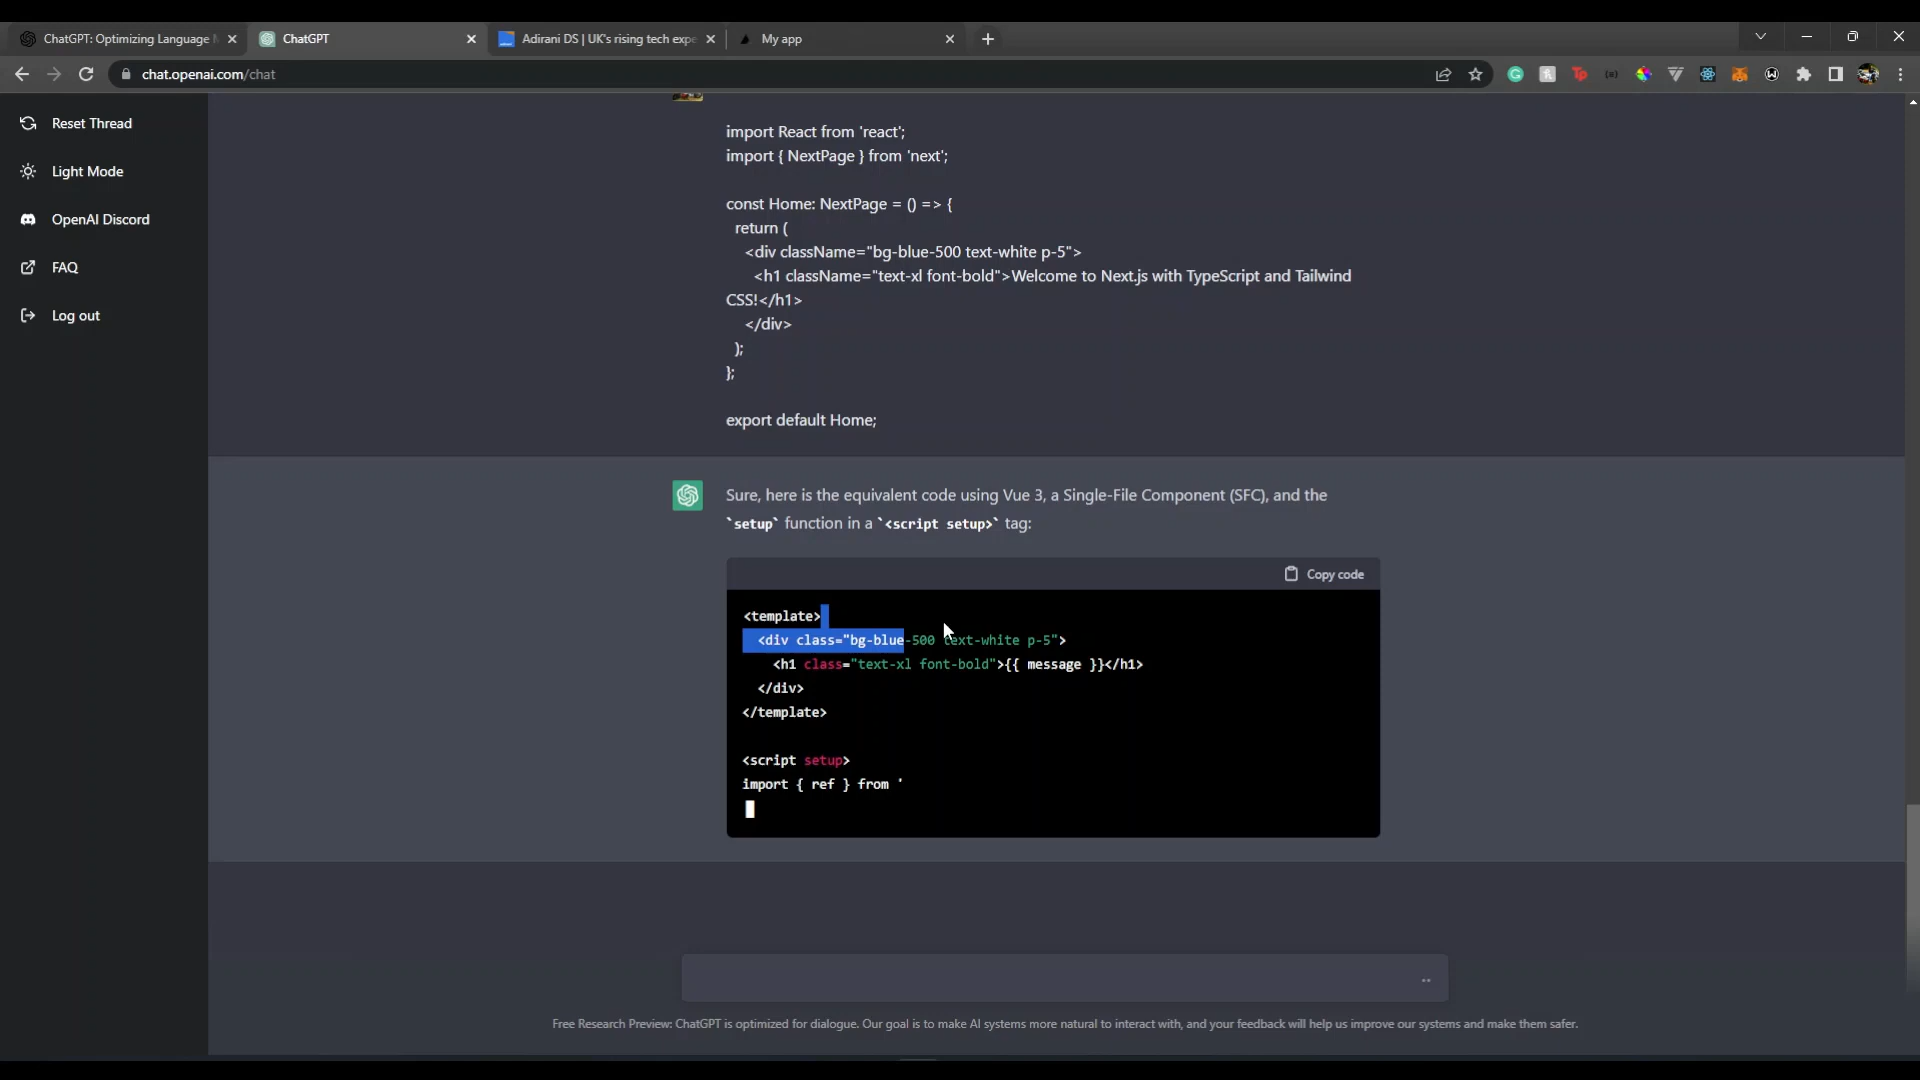 ChatGPT: Optimizing Language M
ChatGPT
Adirani DS | UK's rising tech expe
My app
chat.openai.com/chat
Reset Thread
Light Mode
OpenAI Discord
FAQ
Log out
import React from 'react';
import { NextPage } from 'next';
const Home: NextPage = () => {
return (
<div className="bg-blue-500 text-white p-5">
<h1 className="text-xl font-bold">Welcome to Next.js with TypeScript and Tailwind
CSS!</h1>
</div>
);
};
export default Home;
Sure, here is the equivalent code using Vue 3, a Single-File Component (SFC), and the
`setup` function in a `<script setup>` tag:
Copy code
<template>
<div class="bg-blue-500 text-white p-5">
<h1 class="text-xl font-bold">{{ message }}</h1>
</div>
</template>
<script setup>
import { ref } from '
Free Research Preview: ChatGPT is optimized for dialogue. Our goal is to make AI systems more natural to interact with, and your feedback will help us improve our systems and make them safer.